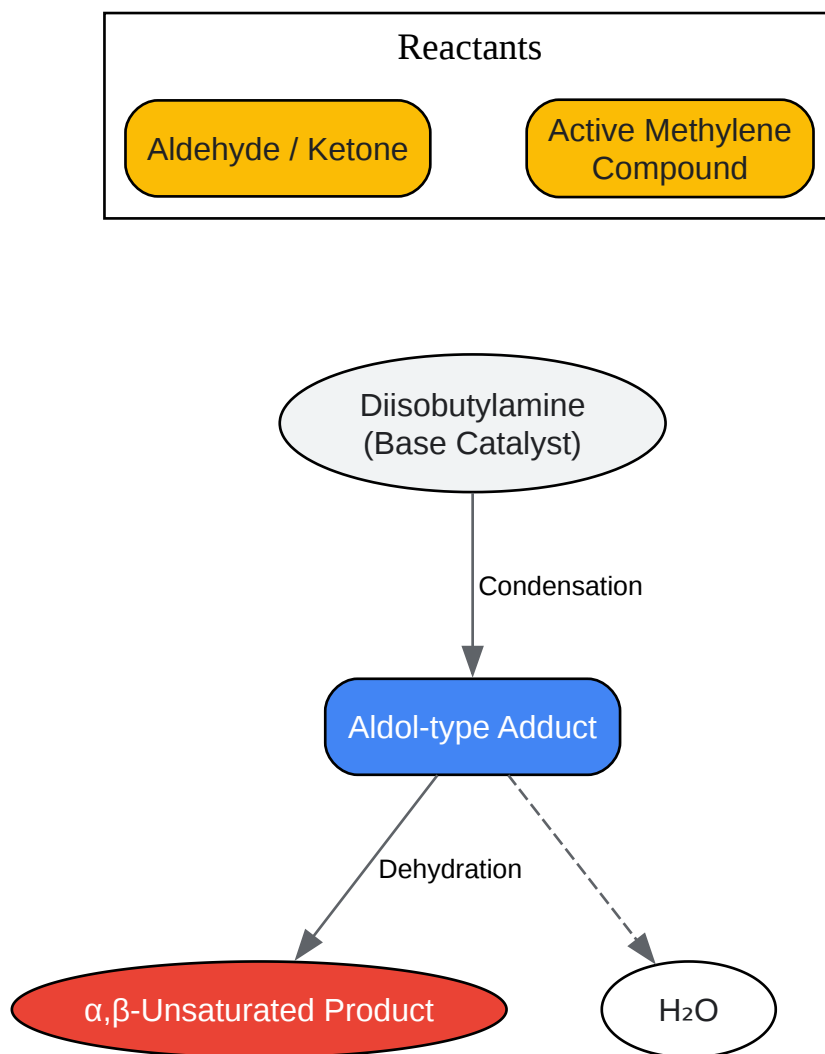 Reactants
Aldehyde / Ketone
Active Methylene
Compound
Diisobutylamine
(Base Catalyst)
Condensation
Aldol-type Adduct
Dehydration
α,β-Unsaturated Product
H₂O